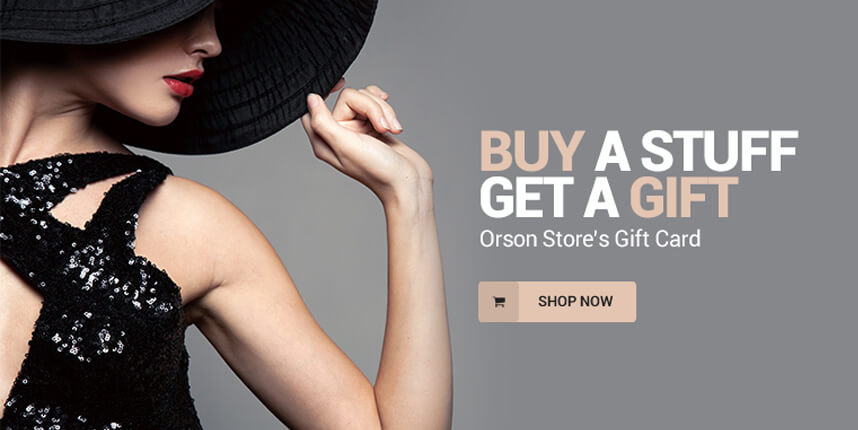 BUY A STUFF
GET A GIFT
Orson Store's Gift Card
SHOP NOW